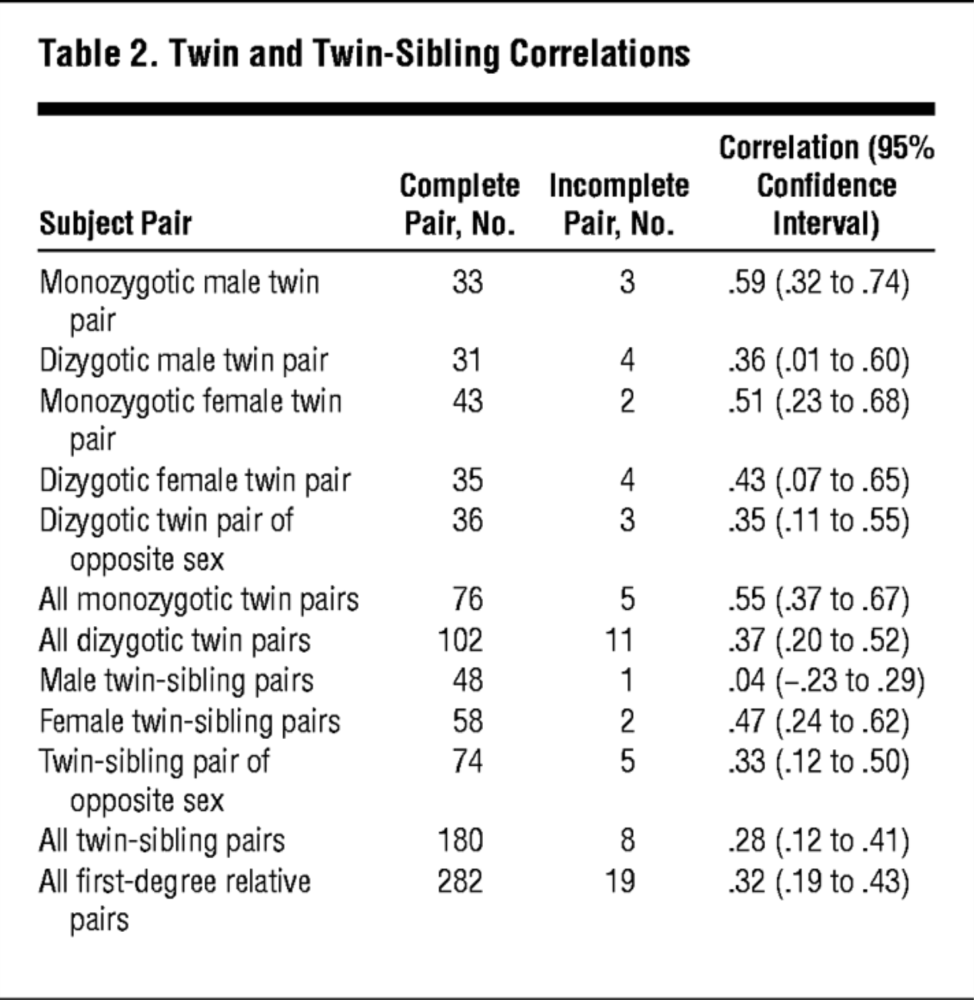 Table 2. Twin and Twin-Sibling Correlations
Subject Pair Complete Pair, No. Incomplete Pair, No. Correlation (95% Confidence Interval)
Monozygotic male twin pair 33 3 .59 (.32 to .74)
Dizygotic male twin pair 31 4 .36 (.01 to .60)
Monozygotic female twin pair 43 2 .51 (.23 to .68)
Dizygotic female twin pair 35 4 .43 (.07 to .65)
Dizygotic twin pair of opposite sex 36 3 .35 (.11 to .55)
All monozygotic twin pairs 76 5 .55 (.37 to .67)
All dizygotic twin pairs 102 11 .37 (.20 to .52)
Male twin-sibling pairs 48 1 .04 (–.23 to .29)
Female twin-sibling pairs 58 2 .47 (.24 to .62)
Twin-sibling pair of opposite sex 74 5 .33 (.12 to .50)
All twin-sibling pairs 180 8 .28 (.12 to .41)
All first-degree relative pairs 282 19 .32 (.19 to .43)